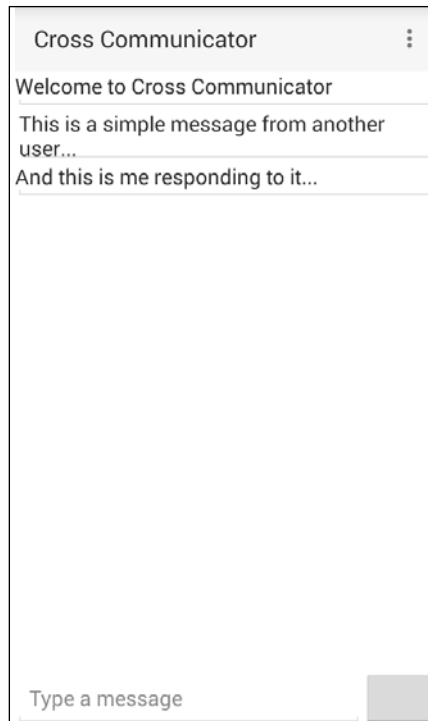 Cross Communicator
Welcome to Cross Communicator
This is a simple message from another
user...
And this is me responding to it...
Type a message